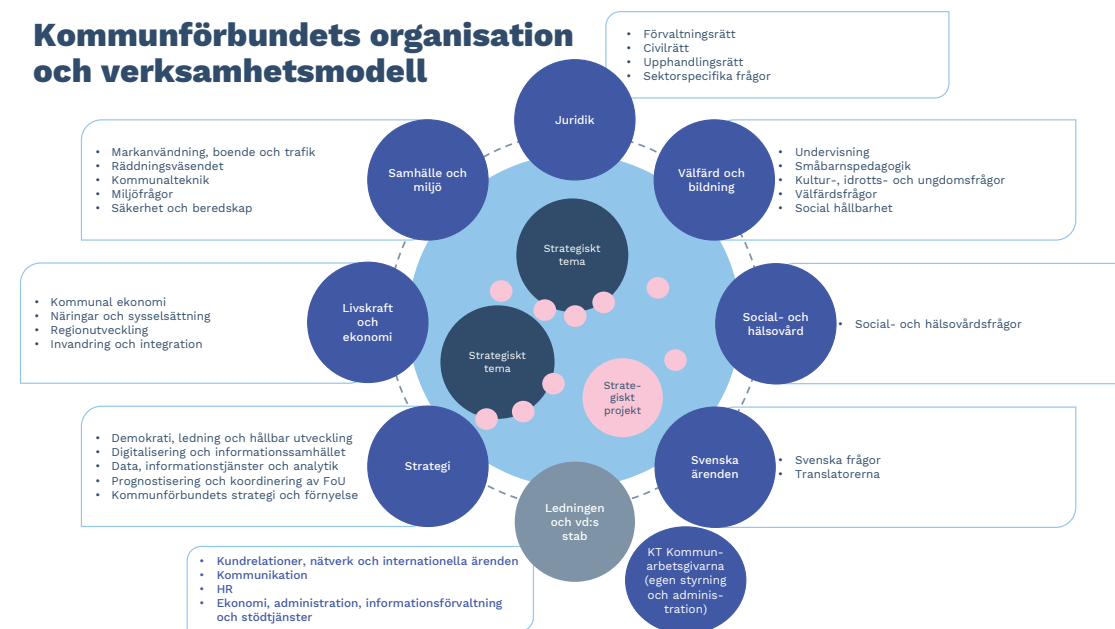 Kommunförbundets organisation
och verksamhetsmodell
• Förvaltningsrätt
• Civilrätt
• Upphandlingsrätt
• Sektorspecifika frågor
Juridik
• Markanvändning, boende och trafik
• Räddningsväsendet
• Kommunalteknik
• Miljöfrågor
• Säkerhet och beredskap
Samhälle och
miljö
Välfärd och
bildning
• Undervisning
• Småbarnspedagogik
• Kultur-, idrotts- och ungdomsfrågor
• Välfärdsfrågor
• Social hållbarhet
Strategiskt
tema
• Kommunal ekonomi
• Näringar och sysselsättning
• Regionutveckling
• Invandring och integration
Livskraft
och
ekonomi
Social- och
hälsovård
• Social- och hälsovårdsfrågor
Strategiskt
tema
Strate-
giskt
projekt
• Demokrati, ledning och hållbar utveckling
• Digitalisering och informationssamhället
• Data, informationstjänster och analytik
• Prognostisering och koordinering av FoU
• Kommunförbundets strategi och förnyelse
Strategi
Svenska
ärenden
• Svenska frågor
• Translatorerna
Ledningen
och vd:s
stab
• Kundrelationer, nätverk och internationella ärenden
• Kommunikation
• HR
• Ekonomi, administration, informationsförvaltning
och stödtjänster
KT Kommun-
arbetsgivarna
(egen styrning
och adminis-
tration)